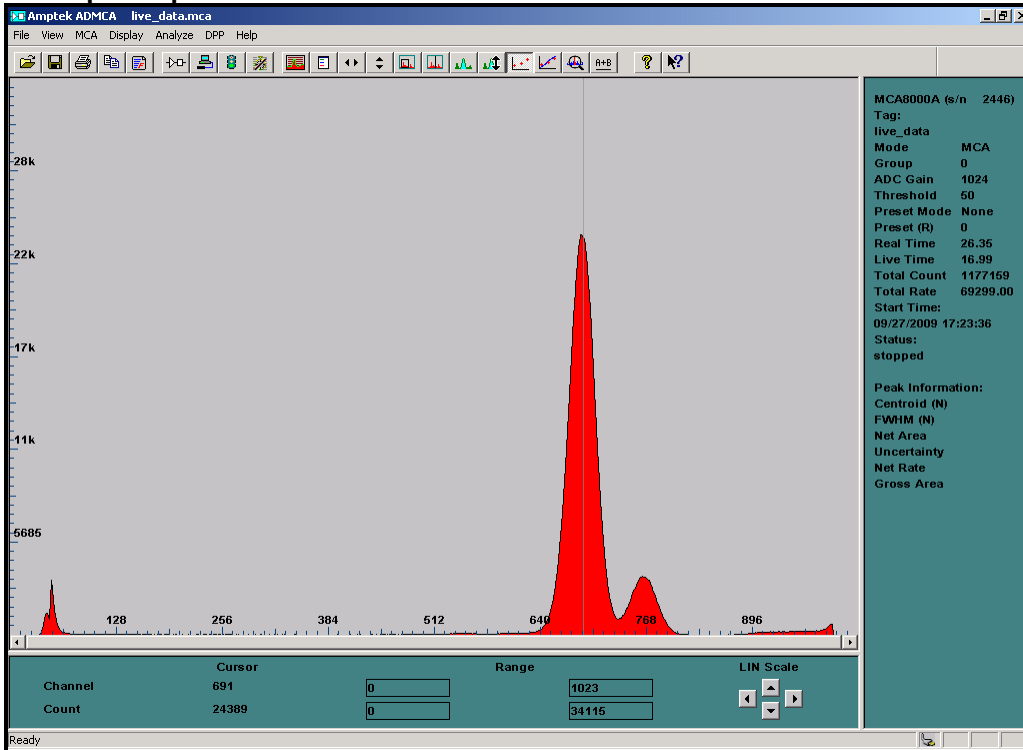 Amptek ADMCA live_data.mca
File View MCA Display Analyze DPP Help
A+B
28k
22k
17k
11k
5685
128 256 384 512 640 768 896
MCA8000A (s/n 2446)
Tag:
live_data
Mode MCA
Group 0
ADC Gain 1024
Threshold 50
Preset Mode None
Preset (R) 0
Real Time 26.35
Live Time 16.99
Total Count 1177159
Total Rate 69299.00
Start Time:
09/27/2009 17:23:36
Status:
stopped
Peak Information:
Centroid (N)
FWHM (N)
Net Area
Uncertainty
Net Rate
Gross Area
Cursor Range LIN Scale
Channel 691 0 1023
Count 24389 0 34115
Ready